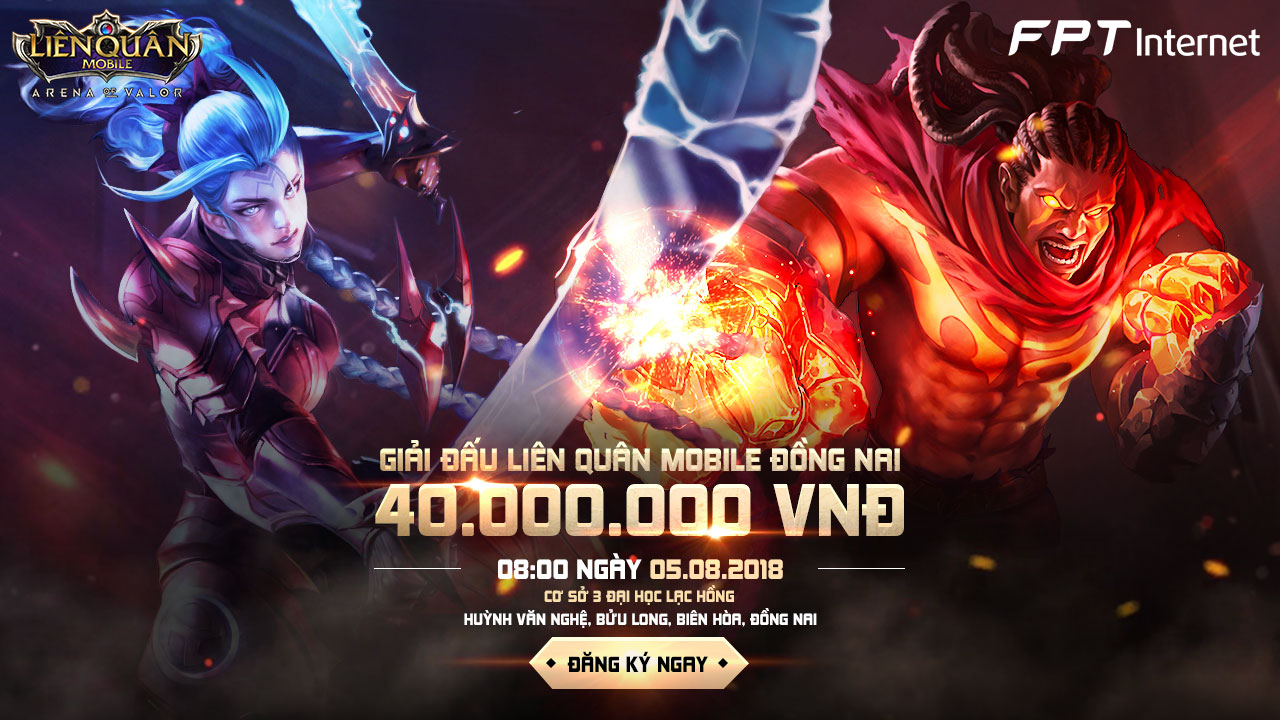 LIÊN QUÂN
MOBILE
ARENA OF VALOR
FPT Internet
GIẢI ĐẤU LIÊN QUÂN MOBILE ĐỒNG NAI
40.000.000 VNĐ
08:00 NGÀY 05.08.2018
CƠ SỞ 3 ĐẠI HỌC LẠC HỒNG
HUỲNH VĂN NGHỆ, BỬU LONG, BIÊN HÒA, ĐỒNG NAI
ĐĂNG KÝ NGAY